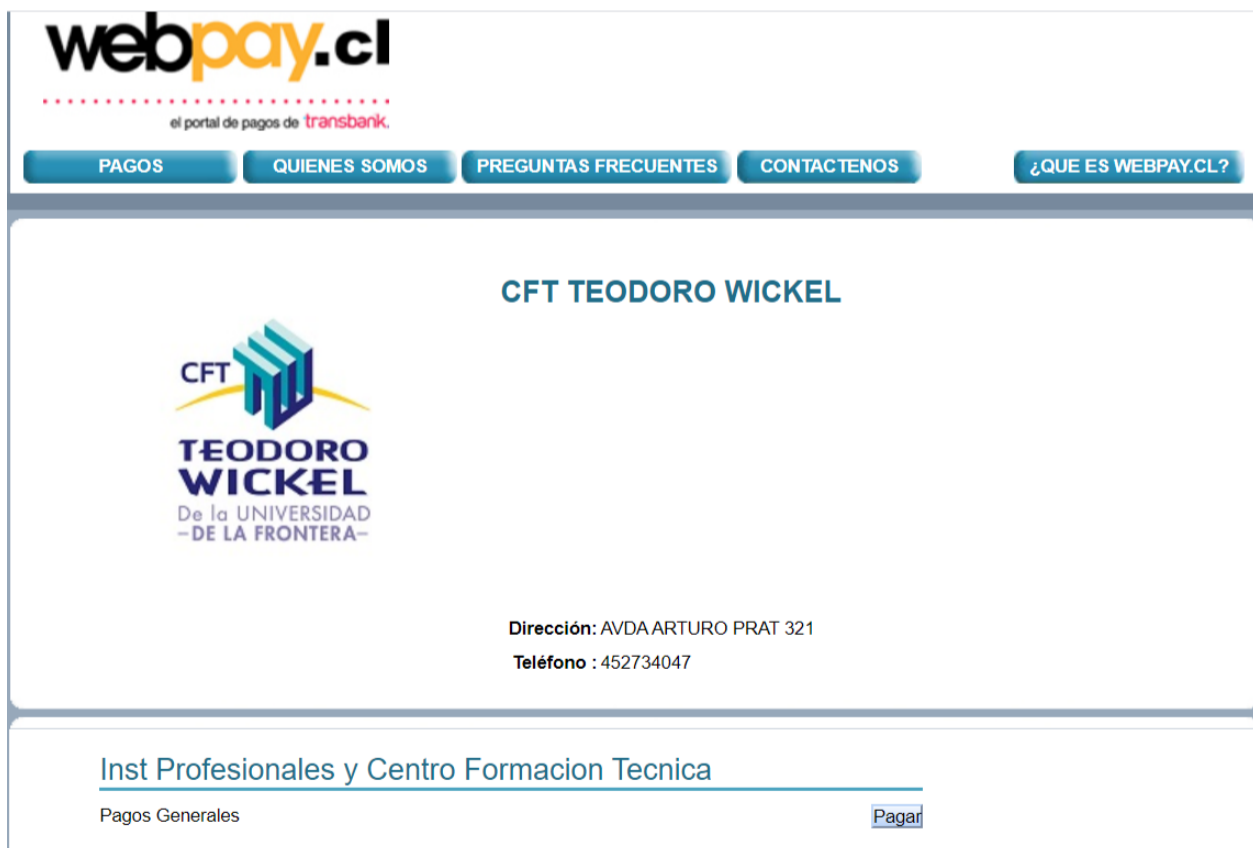 webpay.cl
el portal de pagos de transbank.
PAGOS QUIENES SOMOS PREGUNTAS FRECUENTES CONTACTENOS ¿QUE ES WEBPAY.CL?
CFT TEODORO WICKEL
CFT
TEODORO
WICKEL
De la UNIVERSIDAD
-DE LA FRONTERA-
Dirección: AVDA ARTURO PRAT 321
Teléfono : 452734047
Inst Profesionales y Centro Formacion Tecnica
Pagos Generales Pagar